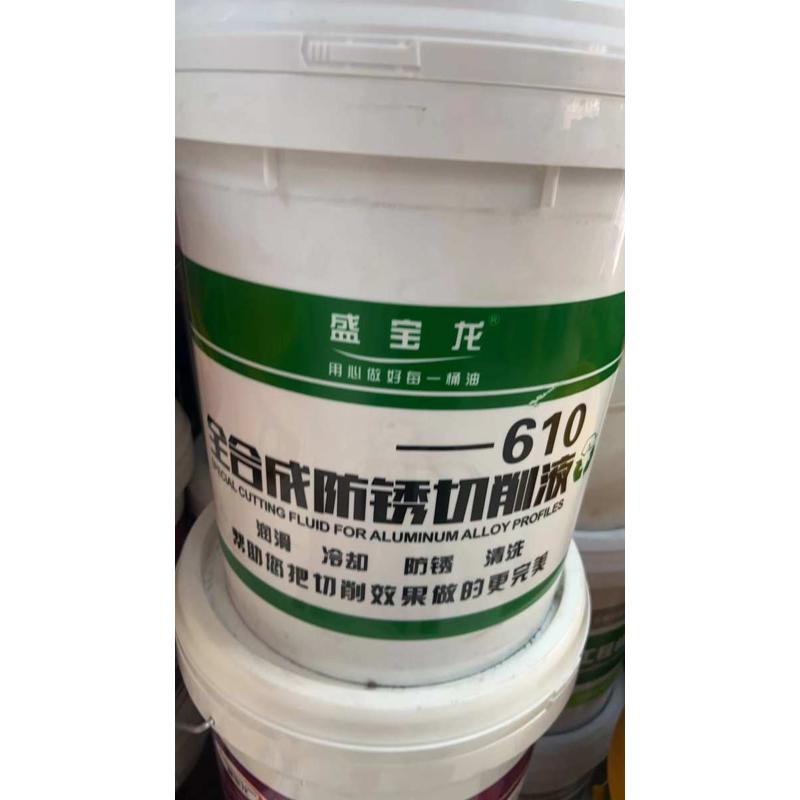 盛宝龙®
用心做好每一桶油
——610
全合成防锈切削液
SPECIAL CUTTING FLUID FOR ALUMINUM ALLOY PROFILES
润滑 冷却 防锈 清洗
帮助您把切削效果做的更完美
工程